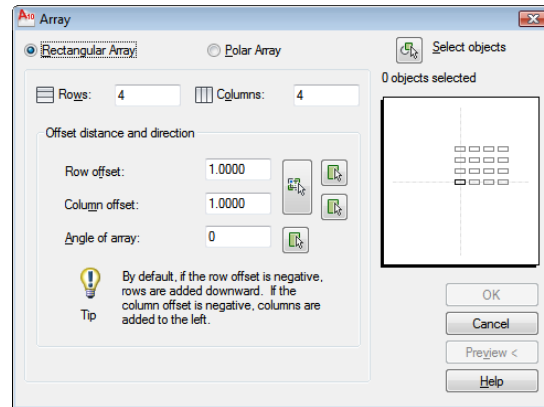 A10 Array
Rectangular Array Polar Array Select objects
0 objects selected
Rows: 4 Columns: 4
Offset distance and direction
Row offset: 1.0000
Column offset: 1.0000
Angle of array: 0
By default, if the row offset is negative,
rows are added downward. If the
column offset is negative, columns are
added to the left.
Tip
OK
Cancel
Preview <
Help